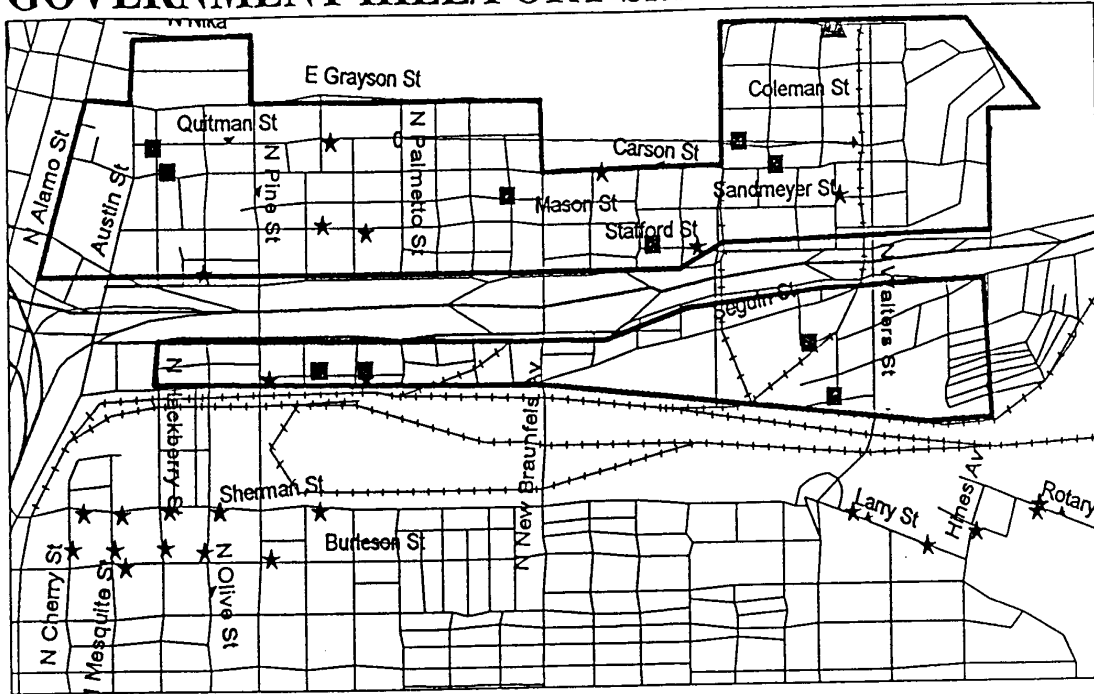 GOVERNMENT HILL/FORT
E Grayson St
Coleman St
Quitman St
N Palmetto St
Carson St
N Alamo St
Austin St
N Pine St
Sandmeyer St
Mason St
Stafford St
Seguin St
Walters St
N Hackberry St
N New Braunfels Av
Sherman St
Larry St
Hines Av
Rotary
Burleson St
N Cherry St
N Olive St
Mesquite St